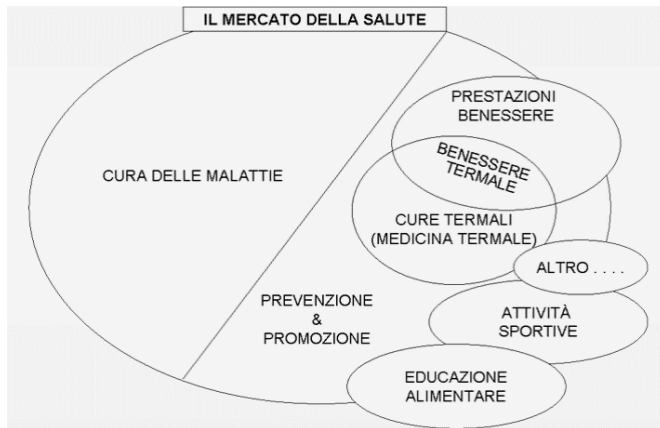 IL MERCATO DELLA SALUTE
PRESTAZIONI
BENESSERE
BENESSERE
TERMALE
CURA DELLE MALATTIE
CURE TERMALI
(MEDICINA TERMALE)
ALTRO . . . .
PREVENZIONE
&
PROMOZIONE
ATTIVITÀ
SPORTIVE
EDUCAZIONE
ALIMENTARE